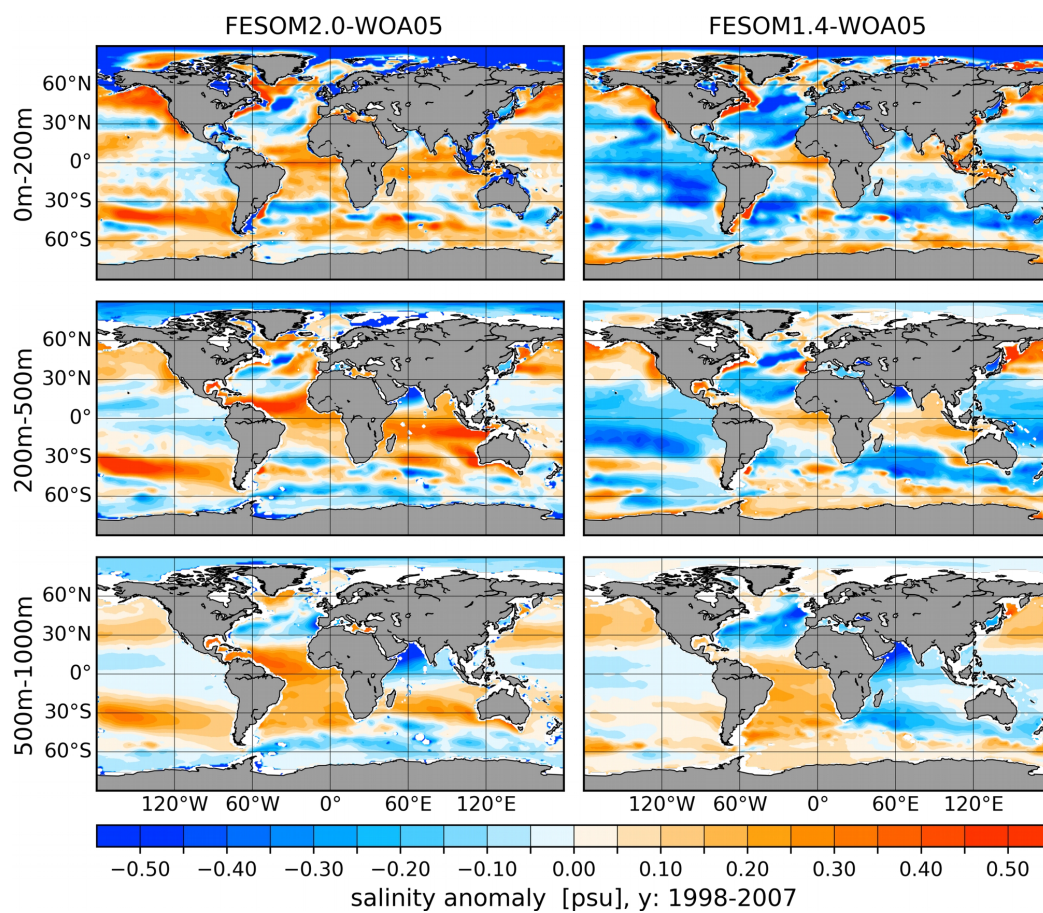 FESOM2.0-WOA05 FESOM1.4-WOA05
0m-200m
60°N
30°N
0°
30°S
60°S
200m-500m
60°N
30°N
0°
30°S
60°S
500m-1000m
60°N
30°N
0°
30°S
60°S
120°W 60°W 0° 60°E 120°E 120°W 60°W 0° 60°E 120°E
−0.50 −0.40 −0.30 −0.20 −0.10 0.00 0.10 0.20 0.30 0.40 0.50
salinity anomaly [psu], y: 1998-2007